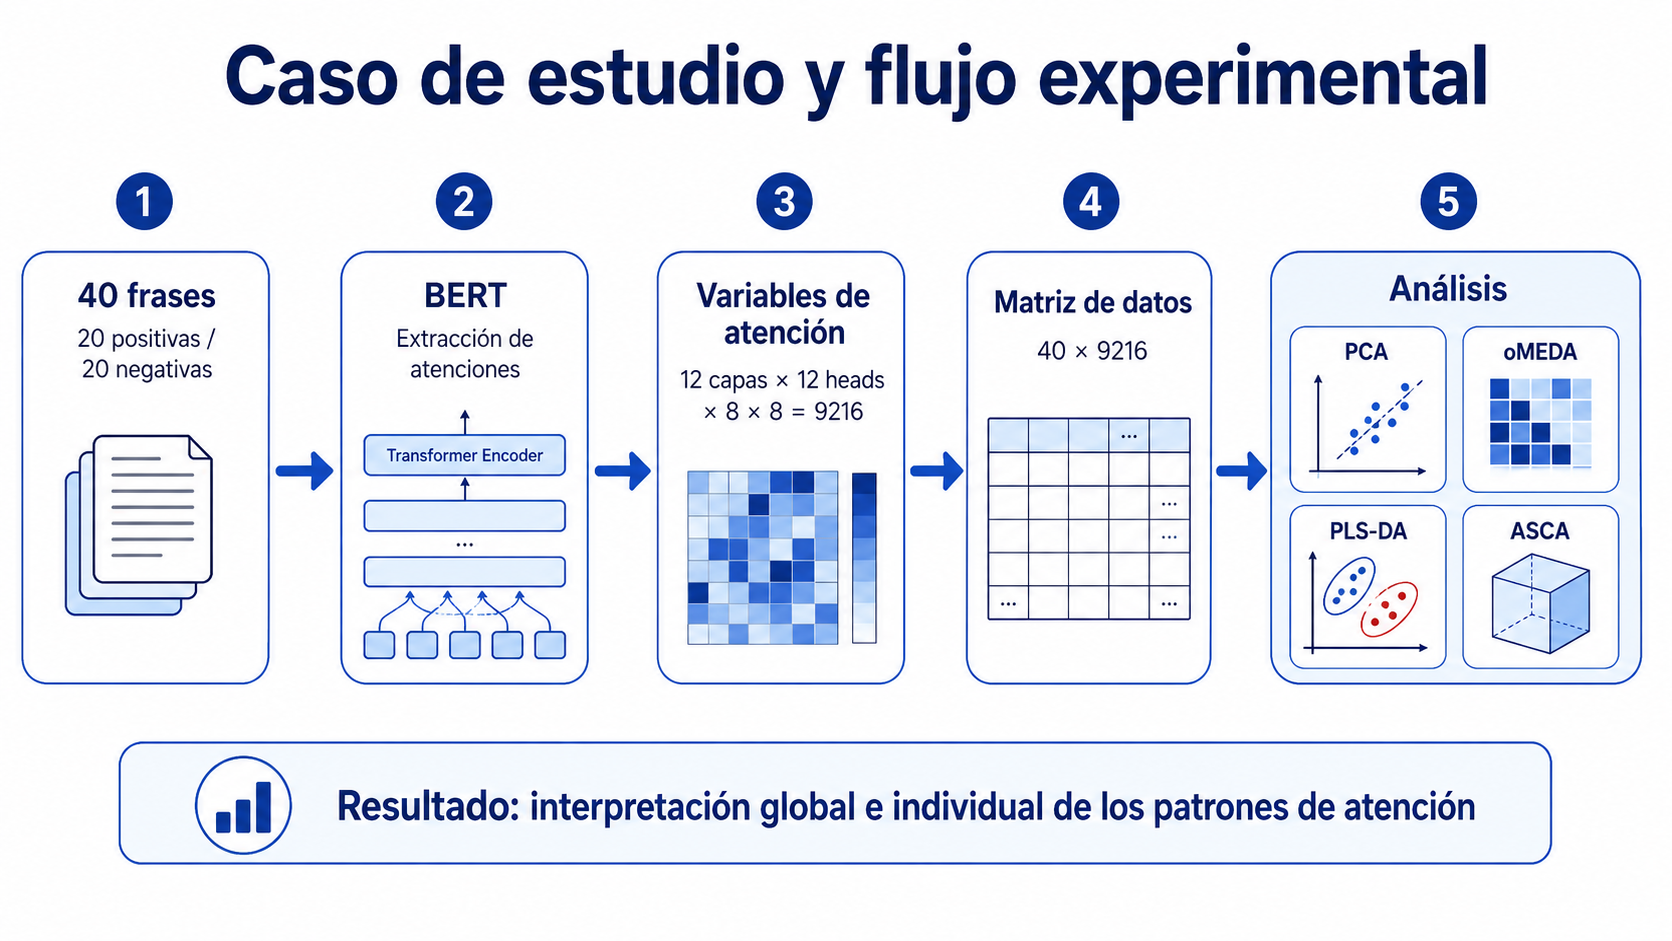 Caso de estudio y flujo experimental
1
40 frases
20 positivas /
20 negativas
2
BERT
Extracción de
atenciones
Transformer Encoder
...
3
Variables de
atención
12 capas × 12 heads
× 8 × 8 = 9216
4
Matriz de datos
40 × 9216
...
...
...
... ...
5
Análisis
PCA
oMEDA
PLS-DA
ASCA
Resultado: interpretación global e individual de los patrones de atención